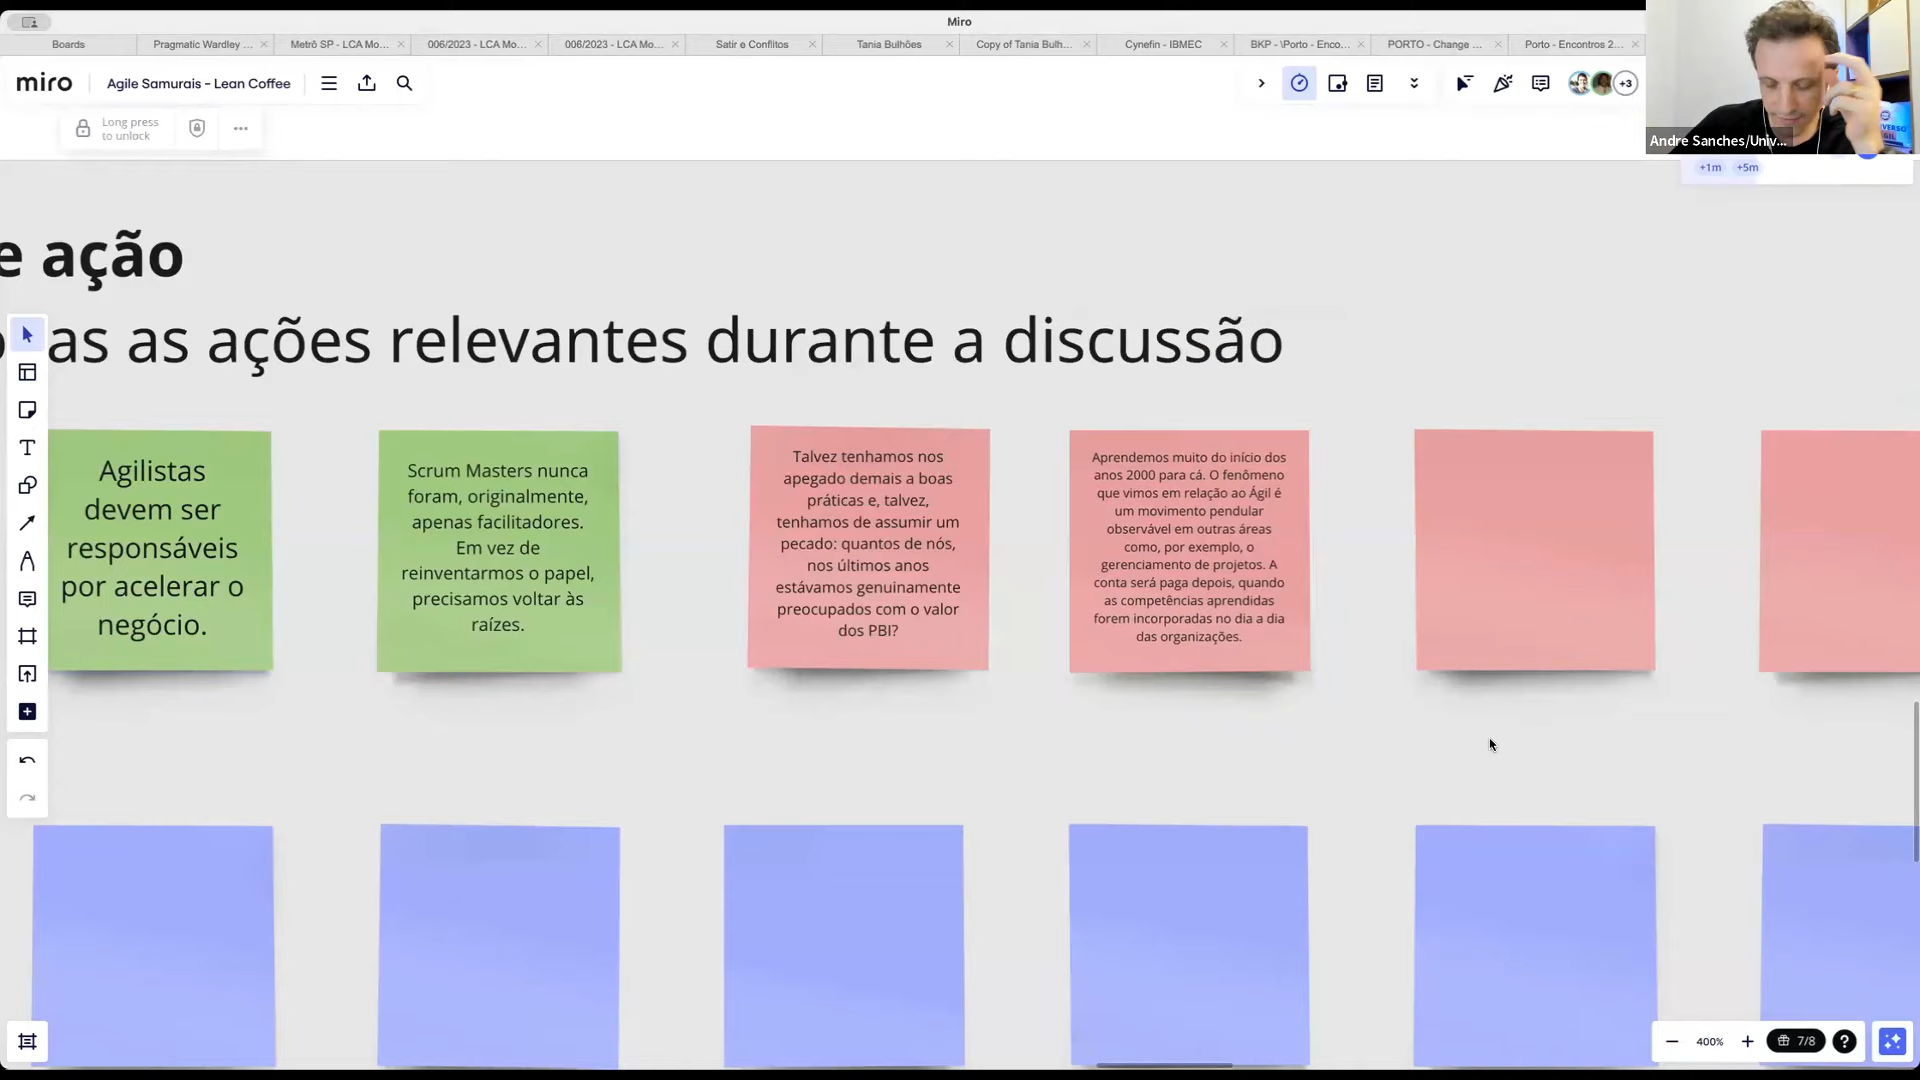 Miro
Boards
Pragmatic Wardley ...
Metrô SP - LCA Mo...
006/2023 - LCA Mo...
006/2023 - LCA Mo...
Satir e Conflitos
Tania Bulhões
Copy of Tania Bulh...
Cynefin - IBMEC
BKP - \Porto - Enco...
PORTO - Change ...
Porto - Encontros 2...
miro
Agile Samurais - Lean Coffee
+3
Long press
to unlock
Andre Sanches/Univ...
+1m +5m
e ação
as as ações relevantes durante a discussão
Agilistas
devem ser
responsáveis
por acelerar o
negócio.
Scrum Masters nunca
foram, originalmente,
apenas facilitadores.
Em vez de
reinventarmos o papel,
precisamos voltar às
raízes.
Talvez tenhamos nos
apegado demais a boas
práticas e, talvez,
tenhamos de assumir um
pecado: quantos de nós,
nos últimos anos
estávamos genuinamente
preocupados com o valor
dos PBI?
Aprendemos muito do início dos
anos 2000 para cá. O fenômeno
que vimos em relação ao Ágil é
um movimento pendular
observável em outras áreas
como, por exemplo, o
gerenciamento de projetos. A
conta será paga depois, quando
as competências aprendidas
forem incorporadas no dia a dia
das organizações.
400%
7/8